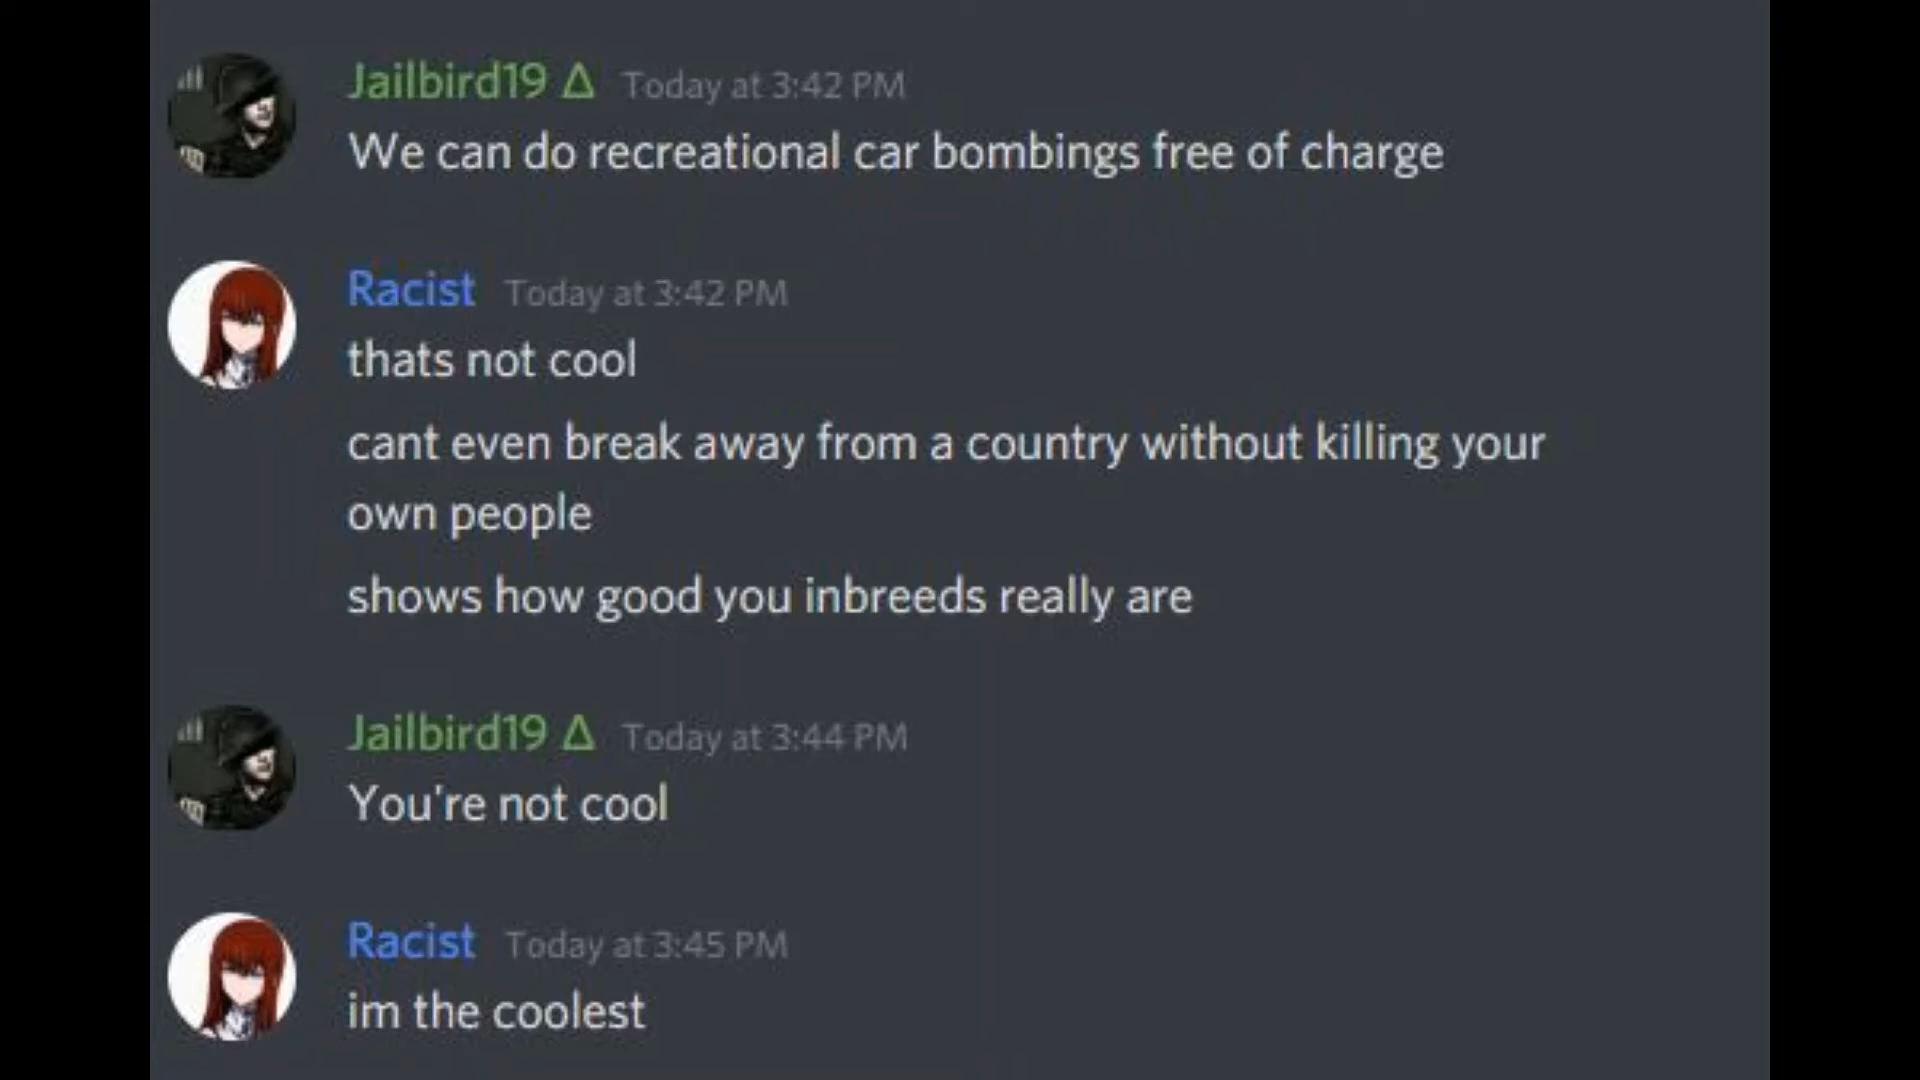 Jailbird19 Δ Today at 3:42 PM
We can do recreational car bombings free of charge
Racist Today at 3:42 PM
thats not cool
cant even break away from a country without killing your
own people
shows how good you inbreeds really are
Jailbird19 Δ Today at 3:44 PM
You're not cool
Racist Today at 3:45 PM
im the coolest